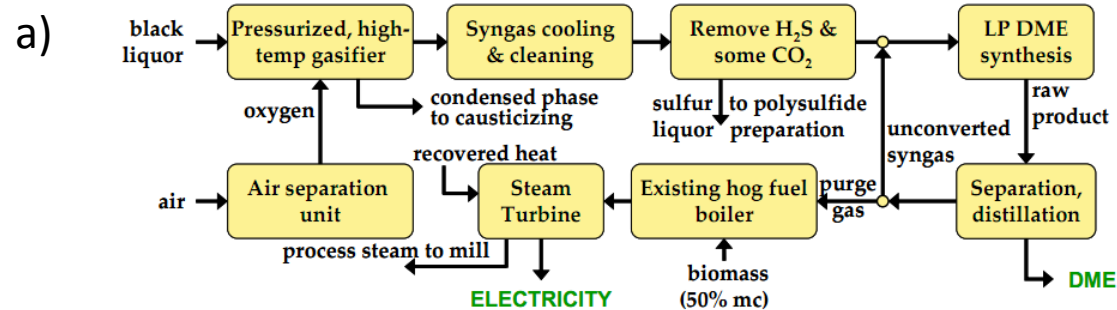 a)
black
liquor
Pressurized, high-
temp gasifier
Syngas cooling
& cleaning
Remove H₂S &
some CO₂
LP DME
synthesis
oxygen
condensed phase
to causticizing
sulfur
liquor
to polysulfide
preparation
unconverted
syngas
raw
product
recovered heat
air
Air separation
unit
Steam
Turbine
Existing hog fuel
boiler
purge
gas
Separation,
distillation
process steam to mill
ELECTRICITY
biomass
(50% mc)
DME